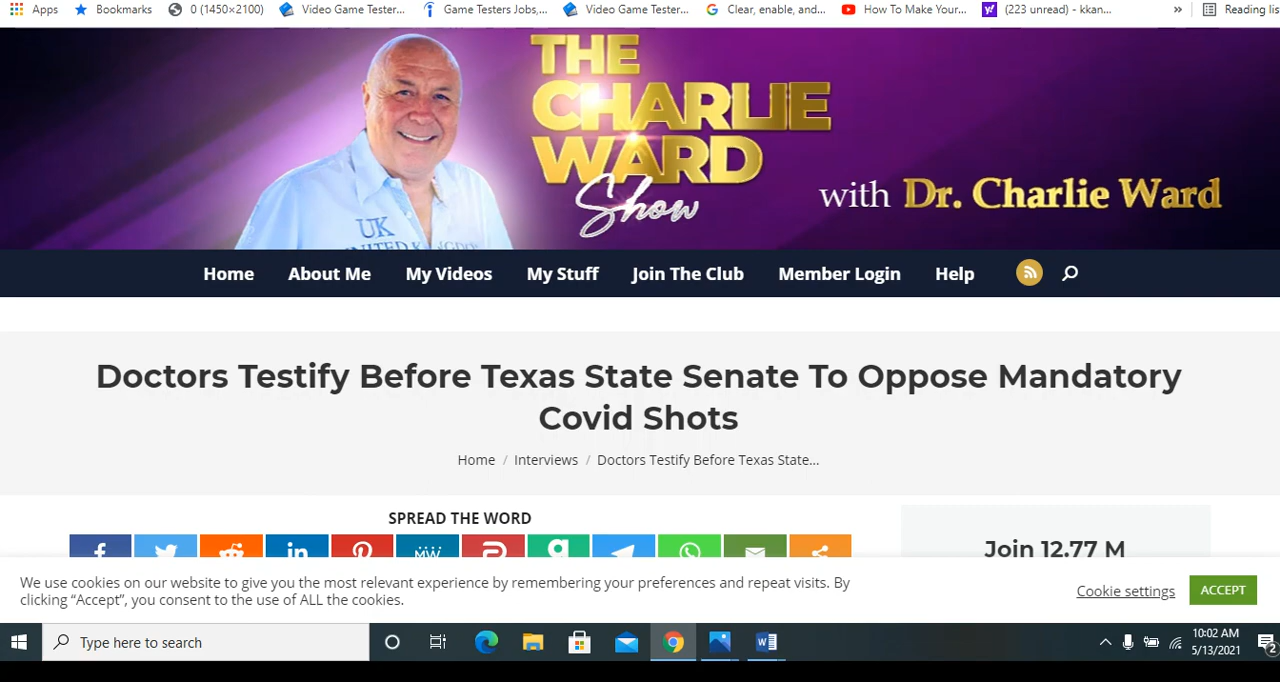 Apps Bookmarks 0 (1450×2100) Video Game Tester... Game Testers Jobs,... Video Game Tester... Clear, enable, and... How To Make Your... (223 unread) - kkan... » Reading lis
THE
CHARLIE
WARD
Show
with Dr. Charlie Ward
UK
UNITED KINGDOM
Home About Me My Videos My Stuff Join The Club Member Login Help
Doctors Testify Before Texas State Senate To Oppose Mandatory
Covid Shots
Home / Interviews / Doctors Testify Before Texas State...
SPREAD THE WORD
Join 12.77 M
We use cookies on our website to give you the most relevant experience by remembering your preferences and repeat visits. By
clicking “Accept”, you consent to the use of ALL the cookies.
Cookie settings ACCEPT
Type here to search
10:02 AM
5/13/2021
2